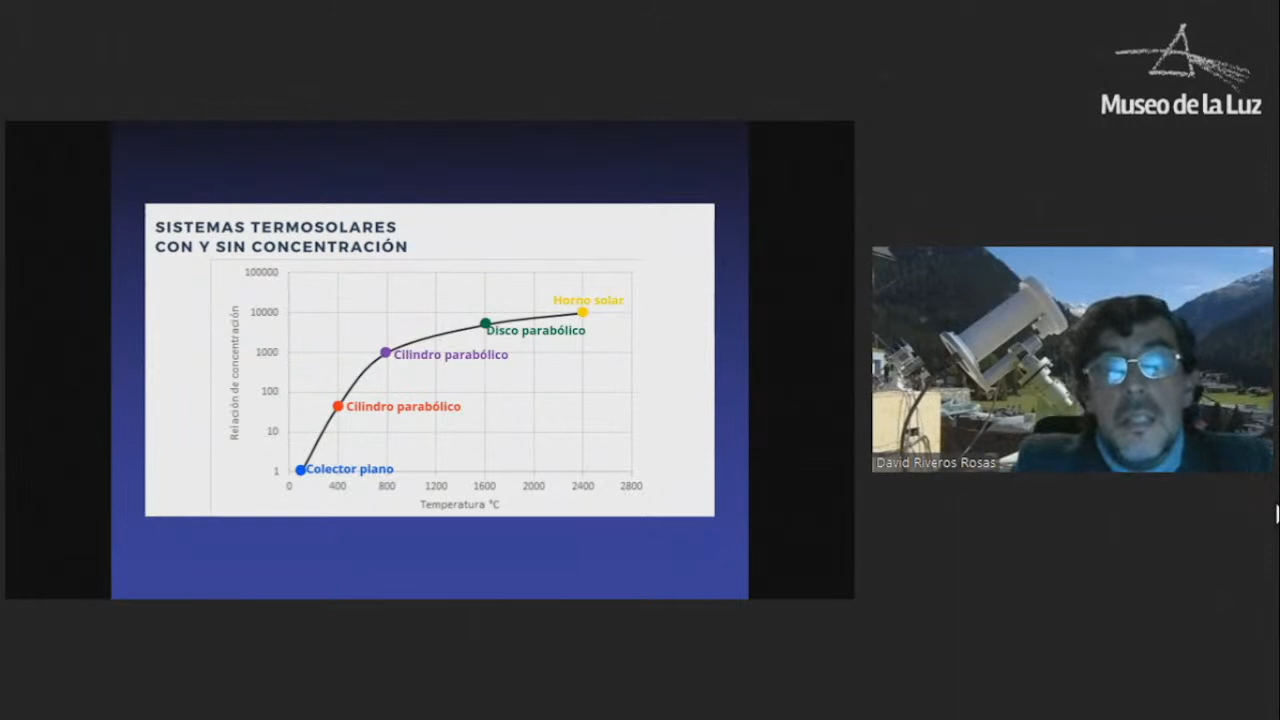 Museo de la Luz
SISTEMAS TERMOSOLARES
CON Y SIN CONCENTRACIÓN
Relación de concentración
100000
10000
1000
100
10
1
Horno solar
Disco parabólico
Cilindro parabólico
Cilindro parabólico
Colector plano
0 400 800 1200 1600 2000 2400 2800
Temperatura °C
David Riveros Rosas